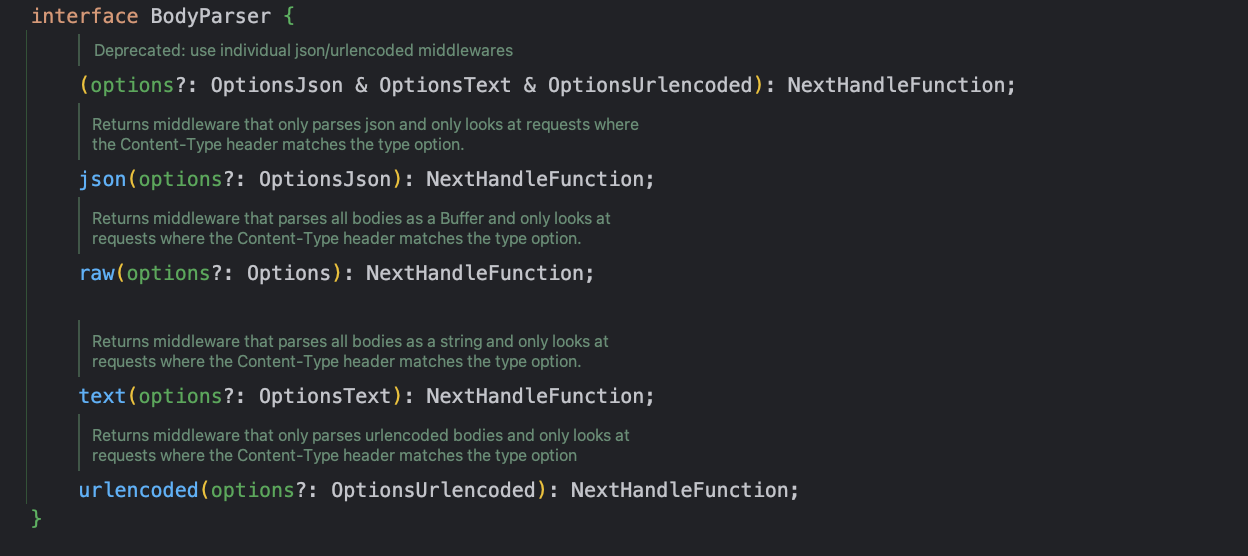 interface BodyParser {
Deprecated: use individual json/urlencoded middlewares
(options?: OptionsJson & OptionsText & OptionsUrlencoded): NextHandleFunction;
Returns middleware that only parses json and only looks at requests where
the Content-Type header matches the type option.
json(options?: OptionsJson): NextHandleFunction;
Returns middleware that parses all bodies as a Buffer and only looks at
requests where the Content-Type header matches the type option.
raw(options?: Options): NextHandleFunction;
Returns middleware that parses all bodies as a string and only looks at
requests where the Content-Type header matches the type option.
text(options?: OptionsText): NextHandleFunction;
Returns middleware that only parses urlencoded bodies and only looks at
requests where the Content-Type header matches the type option
urlencoded(options?: OptionsUrlencoded): NextHandleFunction;
}